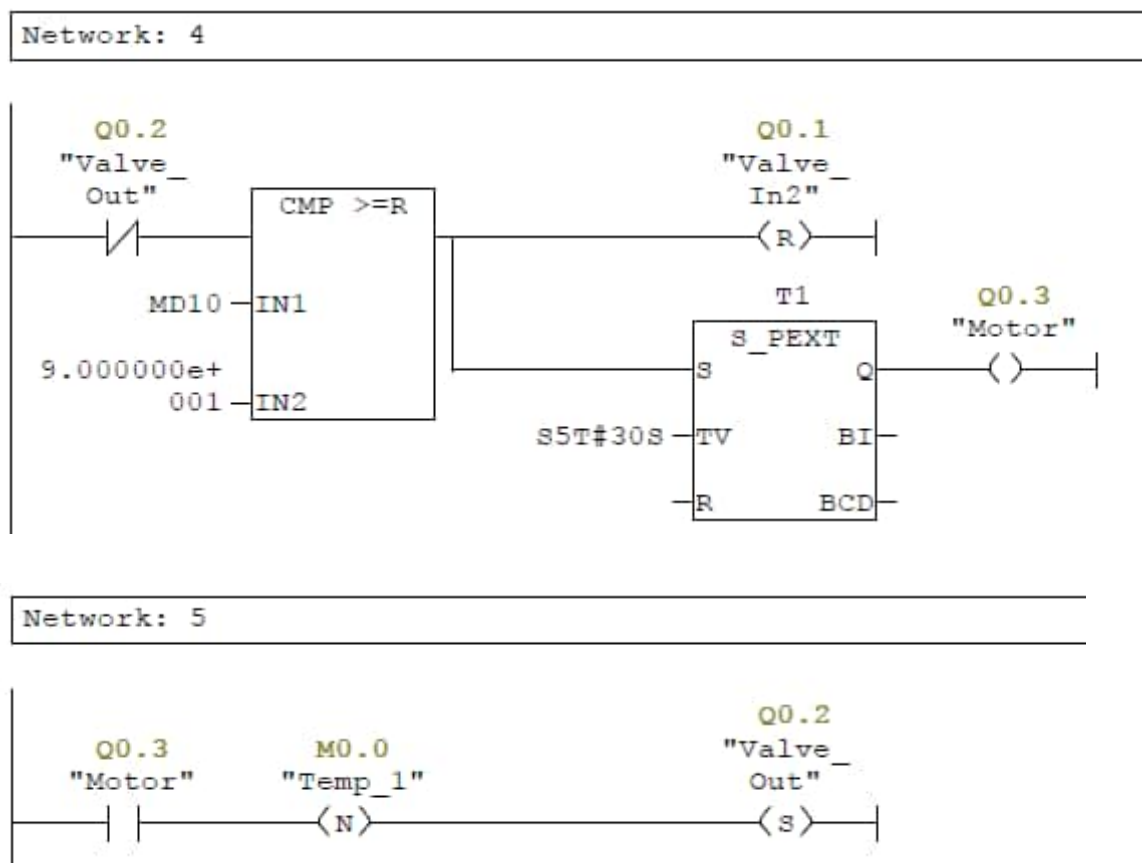 Network: 4
Q0.2
"Valve_
Out"
CMP >=R
MD10
IN1
9.000000e+
001
IN2
Q0.1
"Valve_
In2"
R
T1
S_PEXT
S
Q
S5T#30S
TV
BI
R
BCD
Q0.3
"Motor"
Network: 5
Q0.3
"Motor"
M0.0
"Temp_1"
N
Q0.2
"Valve_
Out"
S